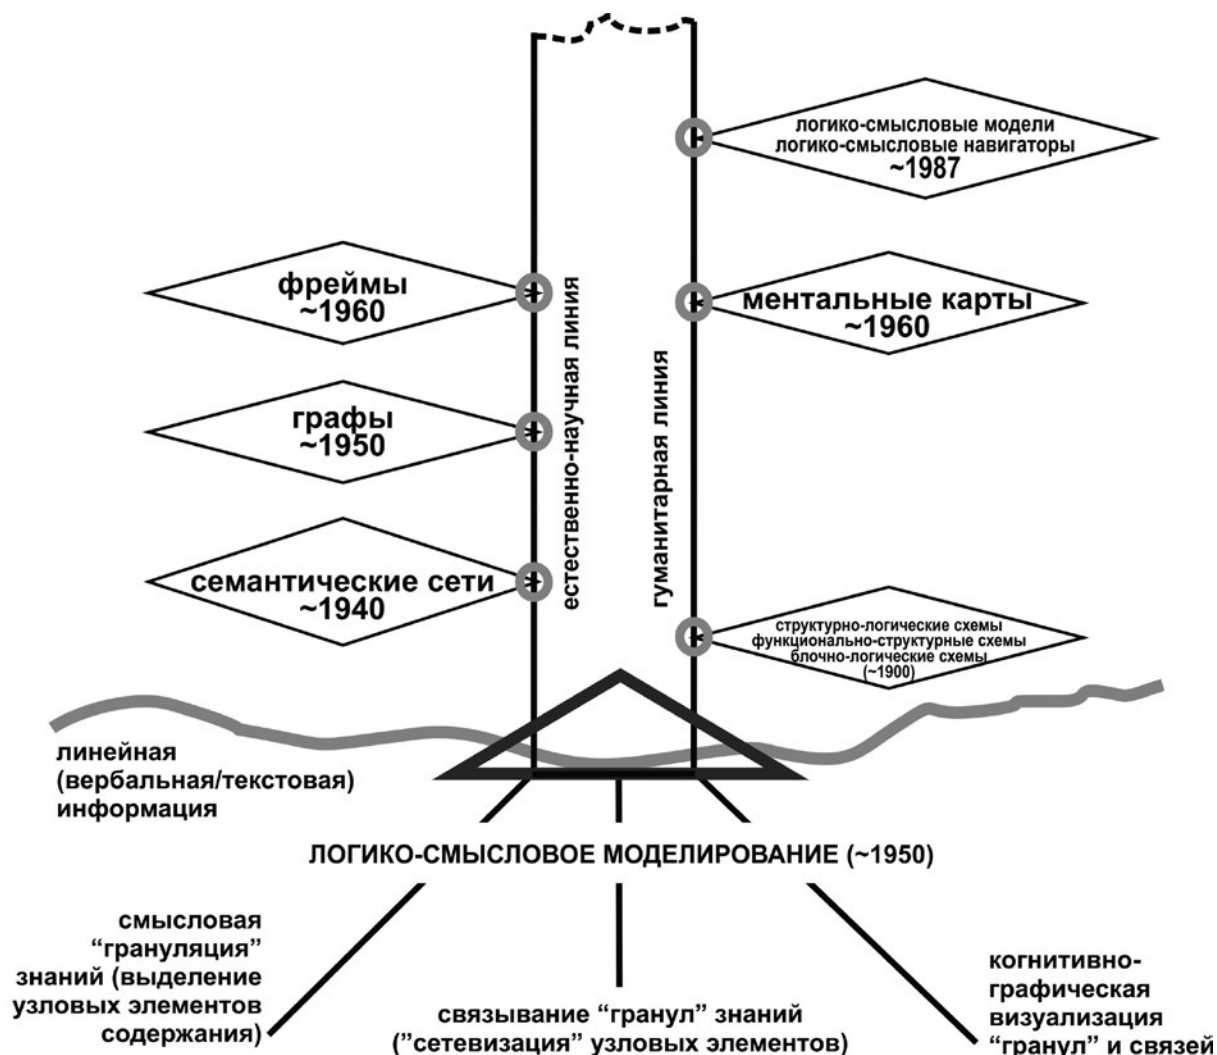 логико-смысловые модели
логико-смысловые навигаторы
~1987
фреймы
~1960
ментальные карты
~1960
графы
~1950
естественно-научная линия
гуманитарная линия
семантические сети
~1940
структурно-логические схемы
функционально-структурные схемы
блочно-логические схемы
(~1900)
линейная
(вербальная/текстовая)
информация
ЛОГИКО-СМЫСЛОВОЕ МОДЕЛИРОВАНИЕ (~1950)
смысловая
“грануляция”
знаний (выделение
узловых элементов
содержания)
связывание “гранул” знаний
(”сетевизация” узловых элементов)
когнитивно-
графическая
визуализация
“гранул” и связей